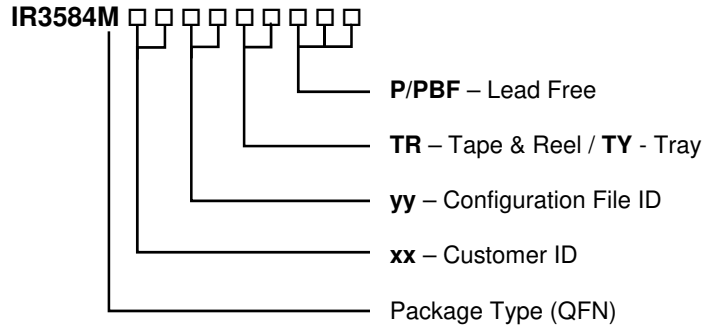 IR3584M □ □ □ □ □ □ □ □ □
P/PBF – Lead Free
TR – Tape & Reel / TY - Tray
yy – Configuration File ID
xx – Customer ID
Package Type (QFN)